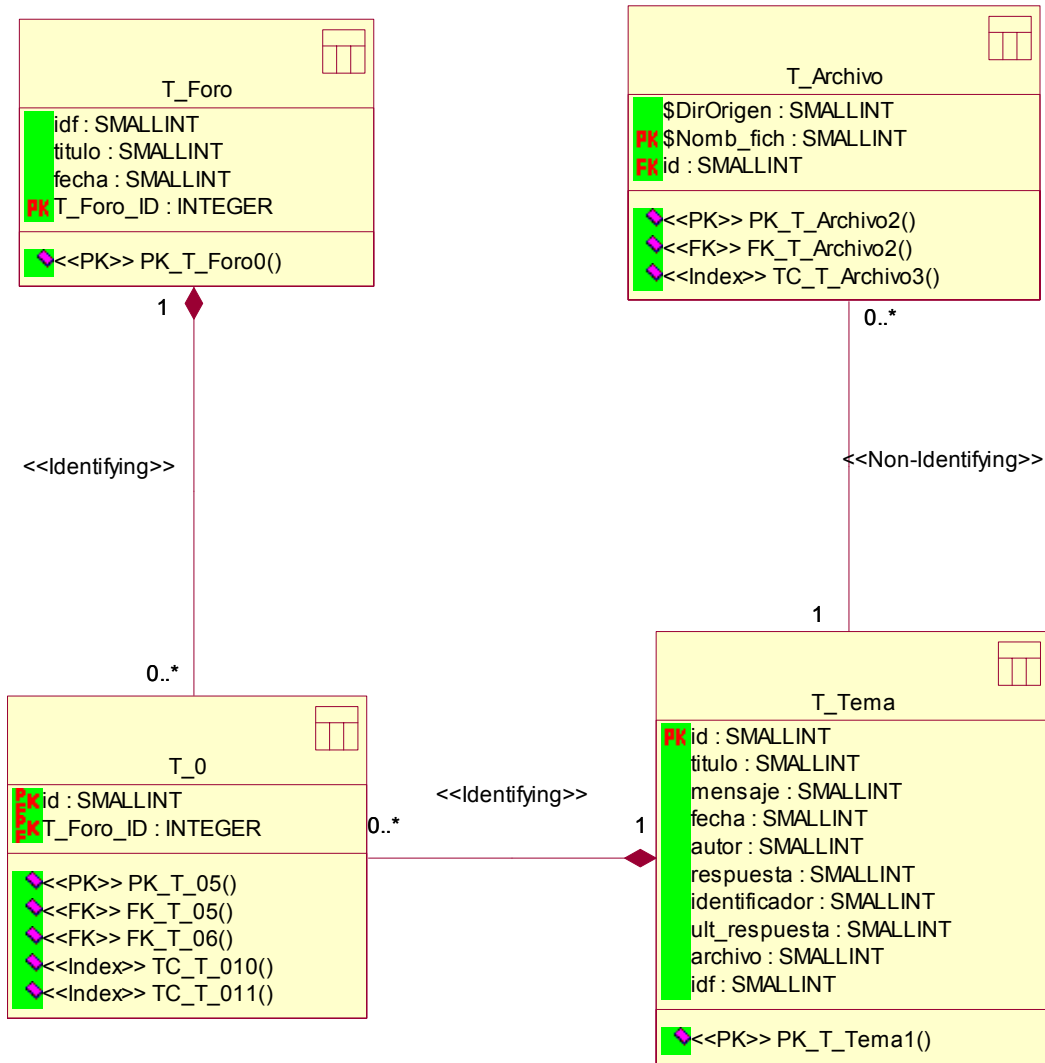 T_Foro
idf : SMALLINT
titulo : SMALLINT
fecha : SMALLINT
PK T_Foro_ID : INTEGER
<<PK>> PK_T_Foro0()
1
<<Identifying>>
0..*
T_Archivo
$DirOrigen : SMALLINT
PK $Nomb_fich : SMALLINT
FK id : SMALLINT
<<PK>> PK_T_Archivo2()
<<FK>> FK_T_Archivo2()
<<Index>> TC_T_Archivo3()
0..*
<<Non-Identifying>>
1
T_0
PFK id : SMALLINT
PFK T_Foro_ID : INTEGER
<<PK>> PK_T_05()
<<FK>> FK_T_05()
<<FK>> FK_T_06()
<<Index>> TC_T_010()
<<Index>> TC_T_011()
<<Identifying>>
0..*
1
T_Tema
PK id : SMALLINT
titulo : SMALLINT
mensaje : SMALLINT
fecha : SMALLINT
autor : SMALLINT
respuesta : SMALLINT
identificador : SMALLINT
ult_respuesta : SMALLINT
archivo : SMALLINT
idf : SMALLINT
<<PK>> PK_T_Tema1()